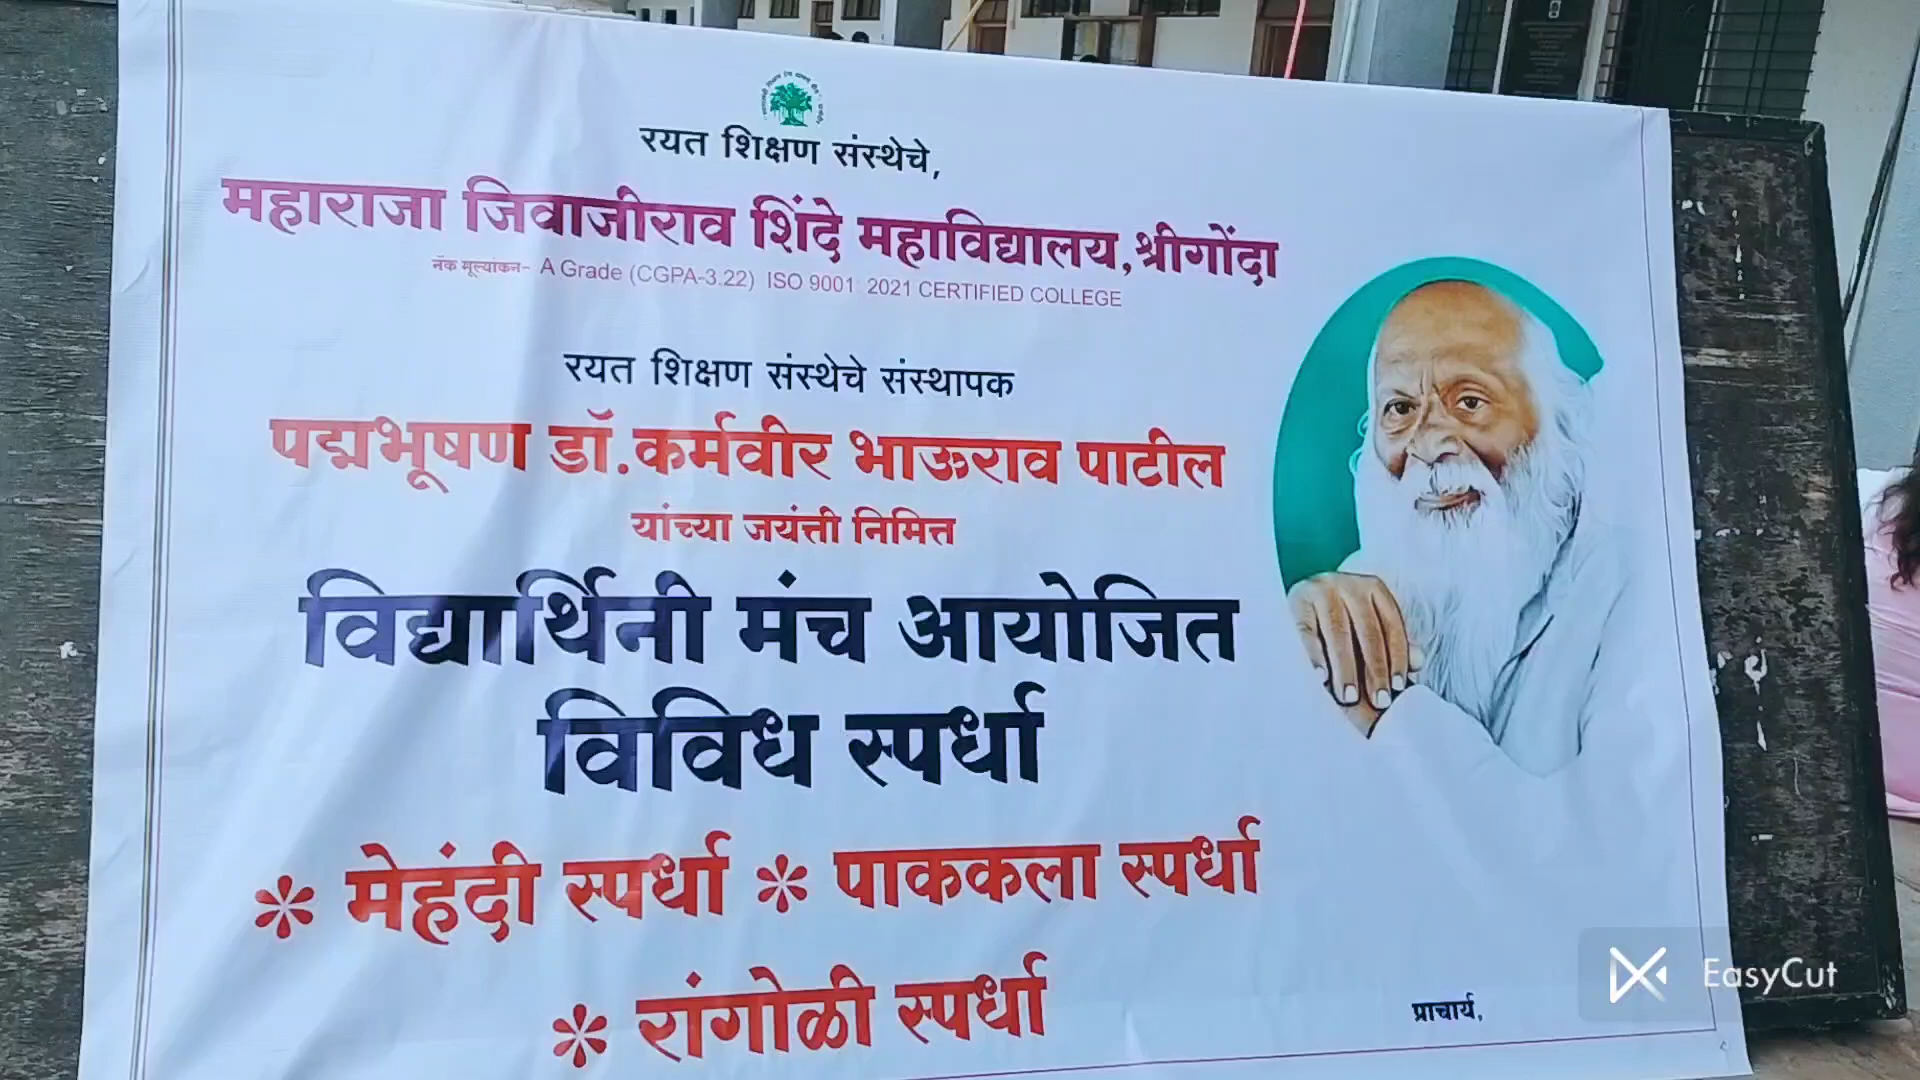 रयत शिक्षण संस्थेचे,
महाराजा जिवाजीराव शिंदे महाविद्यालय,श्रीगोंदा
नॅक मूल्यांकन- A Grade (CGPA-3.22) ISO 9001 2021 CERTIFIED COLLEGE
रयत शिक्षण संस्थेचे संस्थापक
पद्मभूषण डॉ.कर्मवीर भाऊराव पाटील
यांच्या जयंत्ती निमित्त
विद्यार्थिनी मंच आयोजित
विविध स्पर्धा
* मेहंदी स्पर्धा * पाककला स्पर्धा
* रांगोळी स्पर्धा
प्राचार्य,
EasyCut